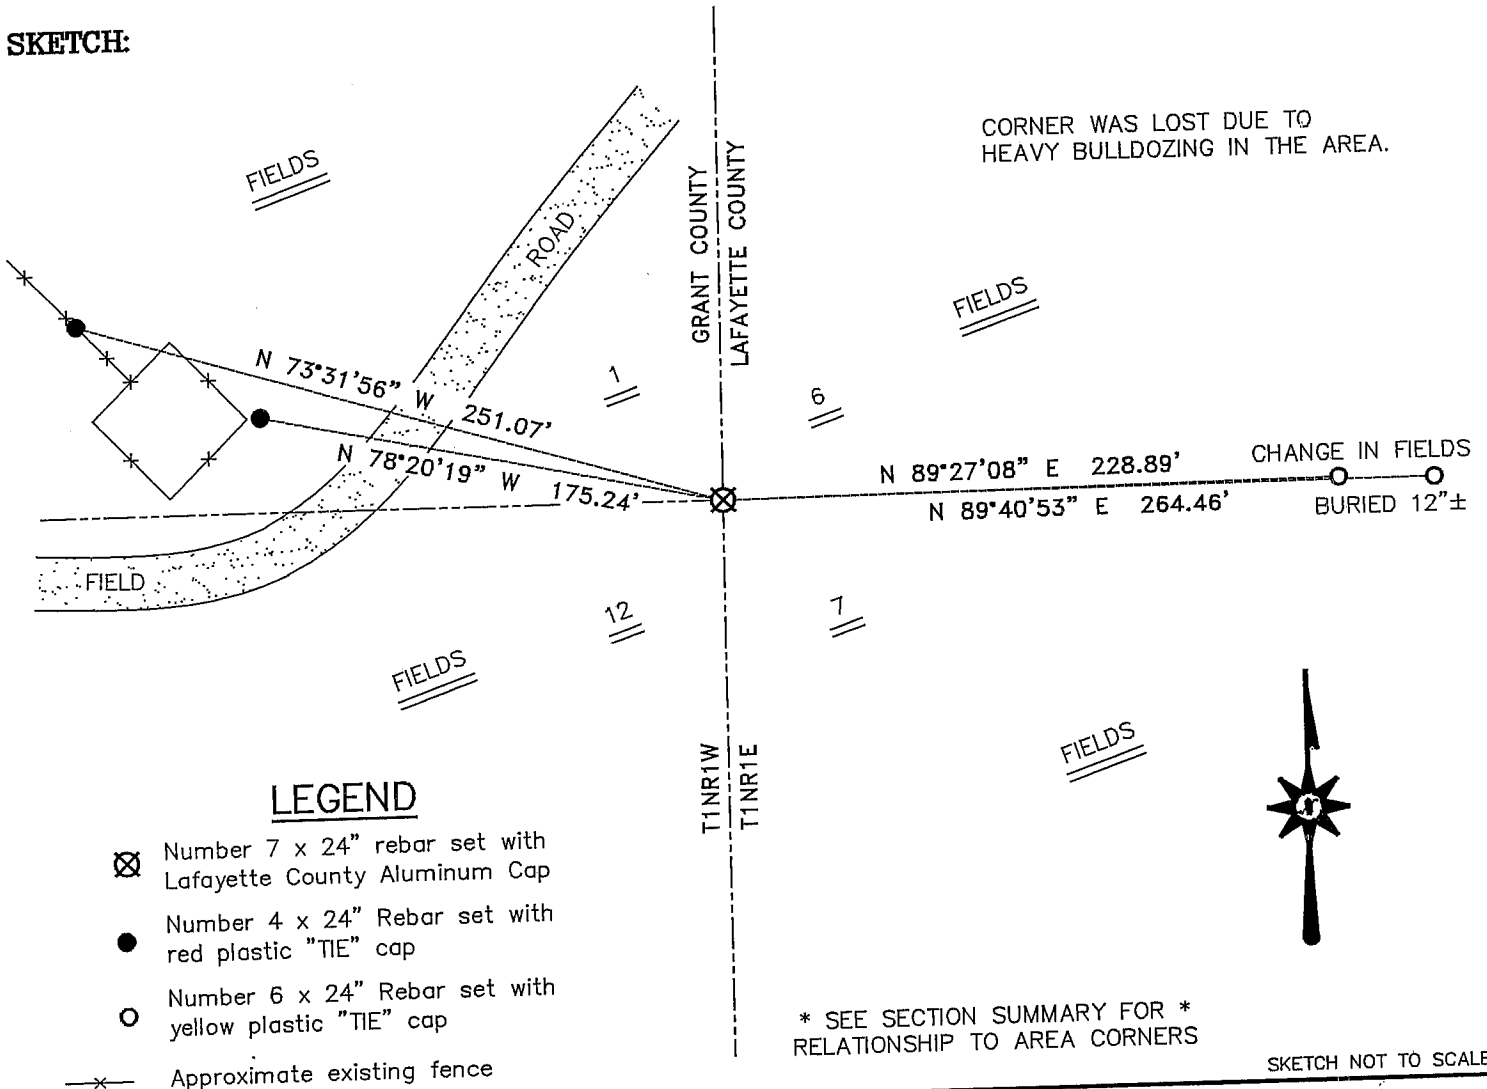 SKETCH:
CORNER WAS LOST DUE TO
HEAVY BULLDOZING IN THE AREA.
FIELDS
ROAD
GRANT COUNTY
LAFAYETTE COUNTY
FIELDS
N 73°31'56" W 251.07'
1
6
N 78°20'19" W 175.24'
N 89°27'08" E 228.89'
CHANGE IN FIELDS
N 89°40'53" E 264.46'
BURIED 12"±
FIELD
12
7
FIELDS
FIELDS
T1NR1W
T1NR1E
LEGEND
Number 7 x 24" rebar set with
Lafayette County Aluminum Cap
Number 4 x 24" Rebar set with
red plastic "TIE" cap
Number 6 x 24" Rebar set with
yellow plastic "TIE" cap
Approximate existing fence
* SEE SECTION SUMMARY FOR *
RELATIONSHIP TO AREA CORNERS
SKETCH NOT TO SCALE